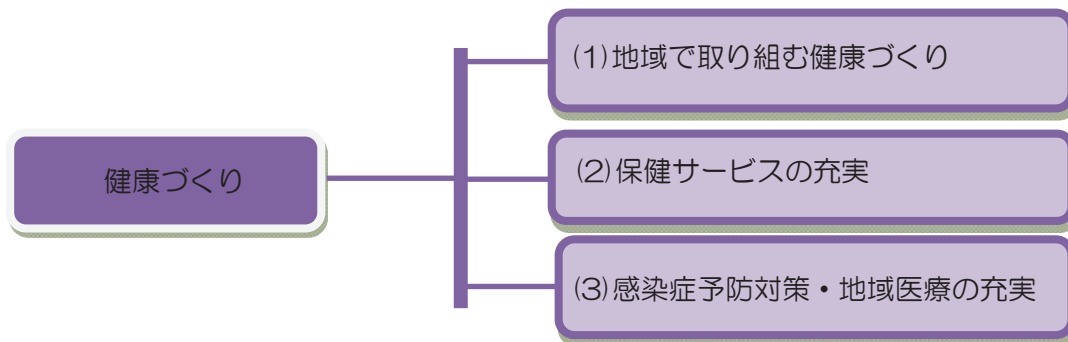 健康づくり
(1)地域で取り組む健康づくり
(2)保健サービスの充実
(3)感染症予防対策・地域医療の充実